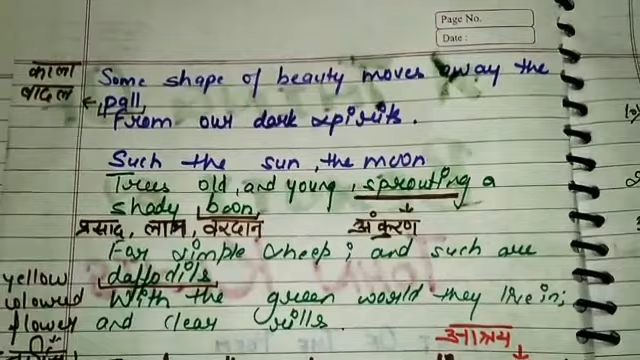 Page No.
Date :
काला Some shape of beauty moves away the
बादल ← pall
From our dark spirits.
Such the sun, the moon
Trees old, and young, sprouting a
shady boon,
प्रसाद, लाभ, वरदान अंकुरण
For simple sheep; and such are
yellow daffodils
colowred With the green world they live in;
flower and clear rills.
आश्रय